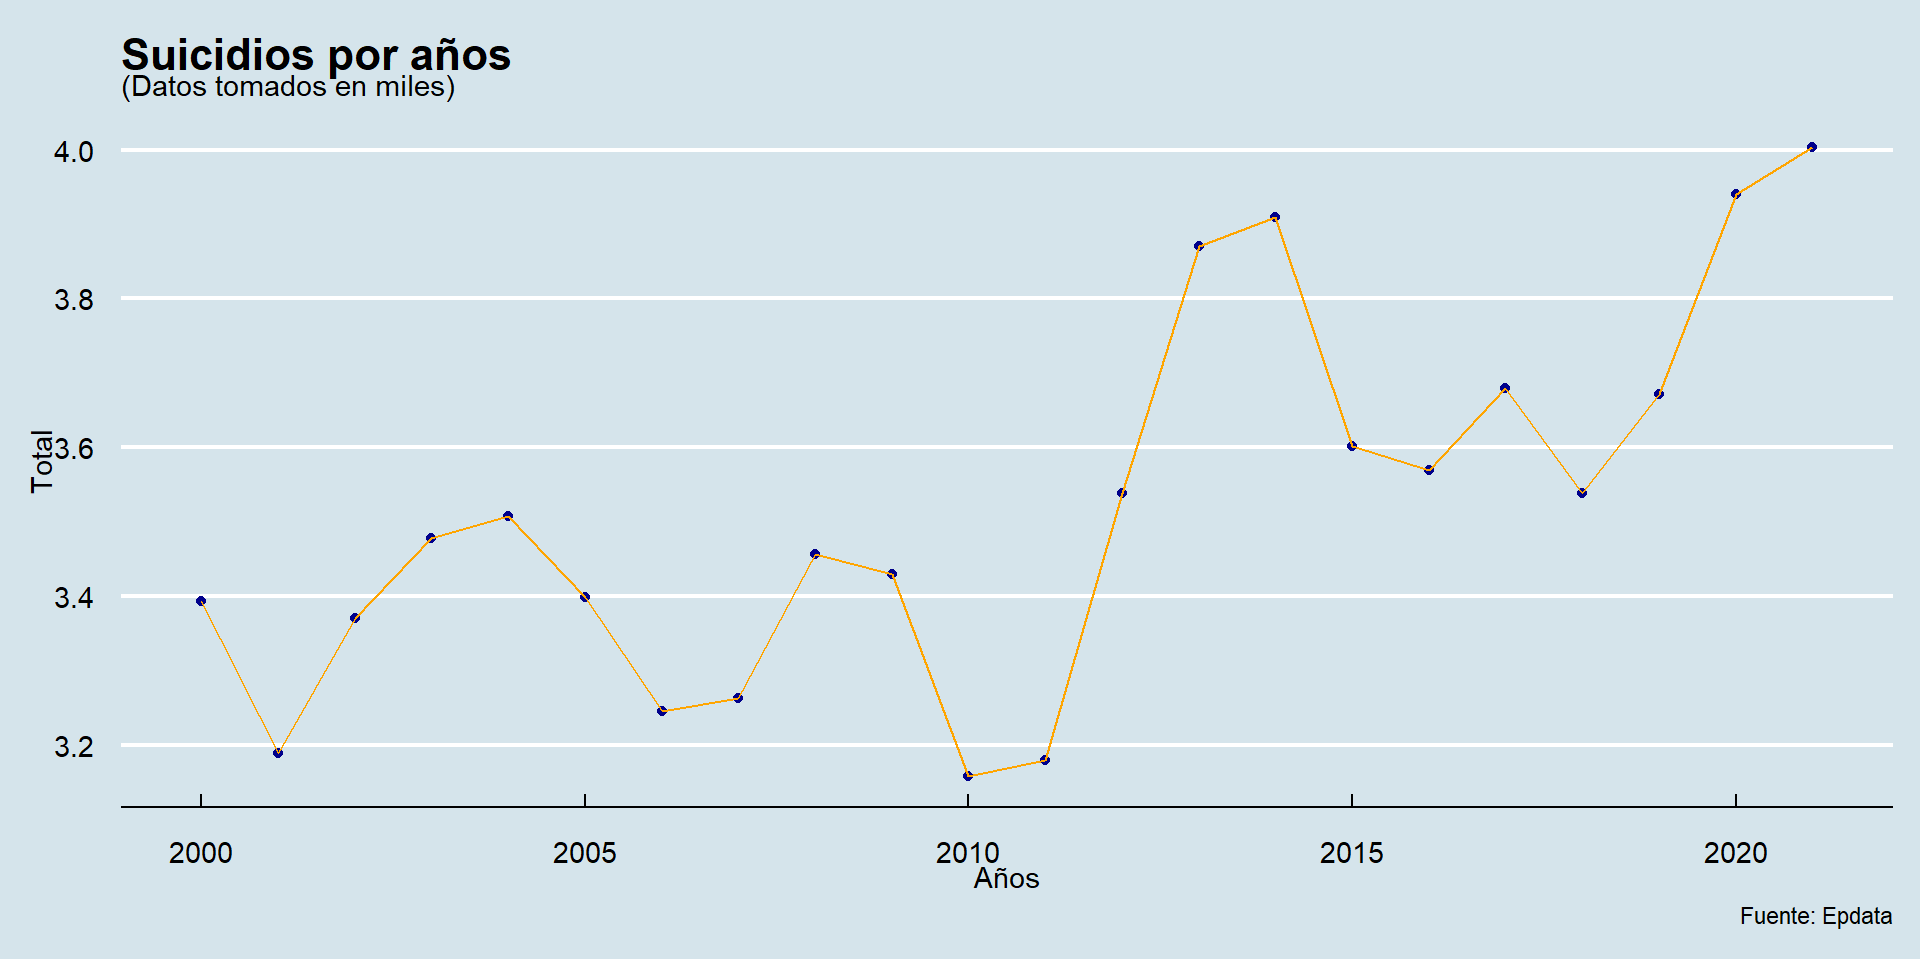 Suicidios por años
(Datos tomados en miles)
4.0
3.8
3.6
3.4
3.2
Total
2000 2005 2010 2015 2020
Años
Fuente: Epdata